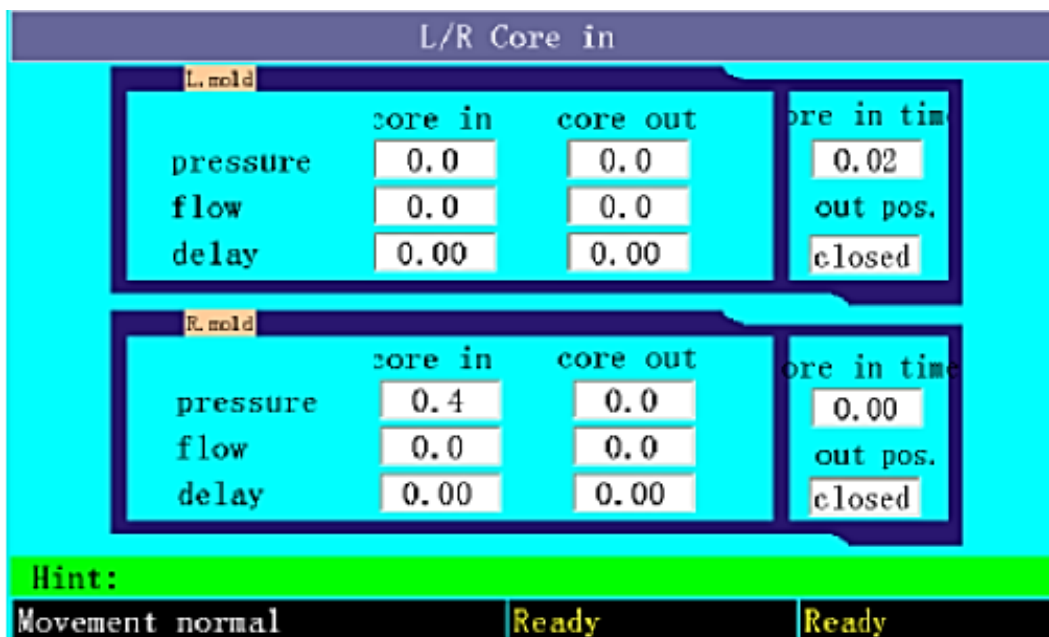 L/R Core in
L.mold
core in core out
pressure 0.0 0.0
flow 0.0 0.0
delay 0.00 0.00
ore in tim
0.02
out pos.
closed
R.mold
core in core out
pressure 0.4 0.0
flow 0.0 0.0
delay 0.00 0.00
ore in time
0.00
out pos.
closed
Hint:
Movement normal Ready Ready